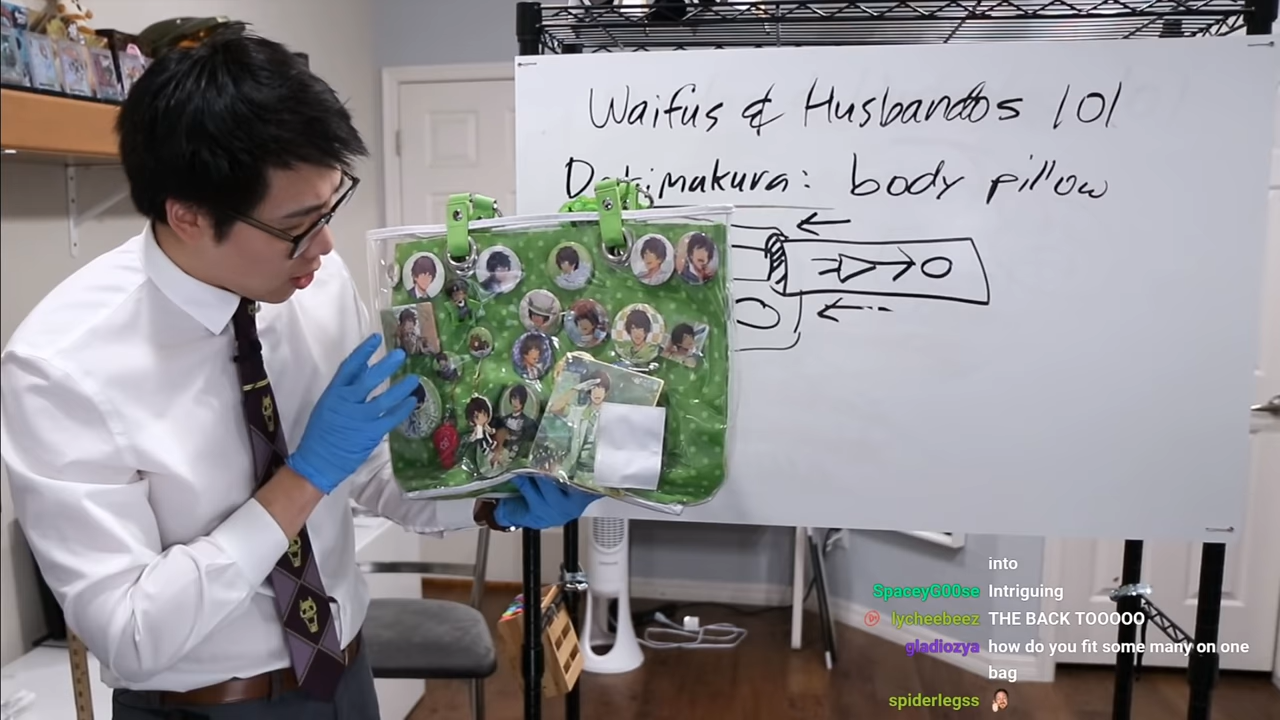 Waifus & Husbandos 101
Dakimakura: body pillow
into
SpaceyG00se Intriguing
lycheebeez THE BACK TOOOOO
gladiozya how do you fit some many on one
bag
spiderlegss